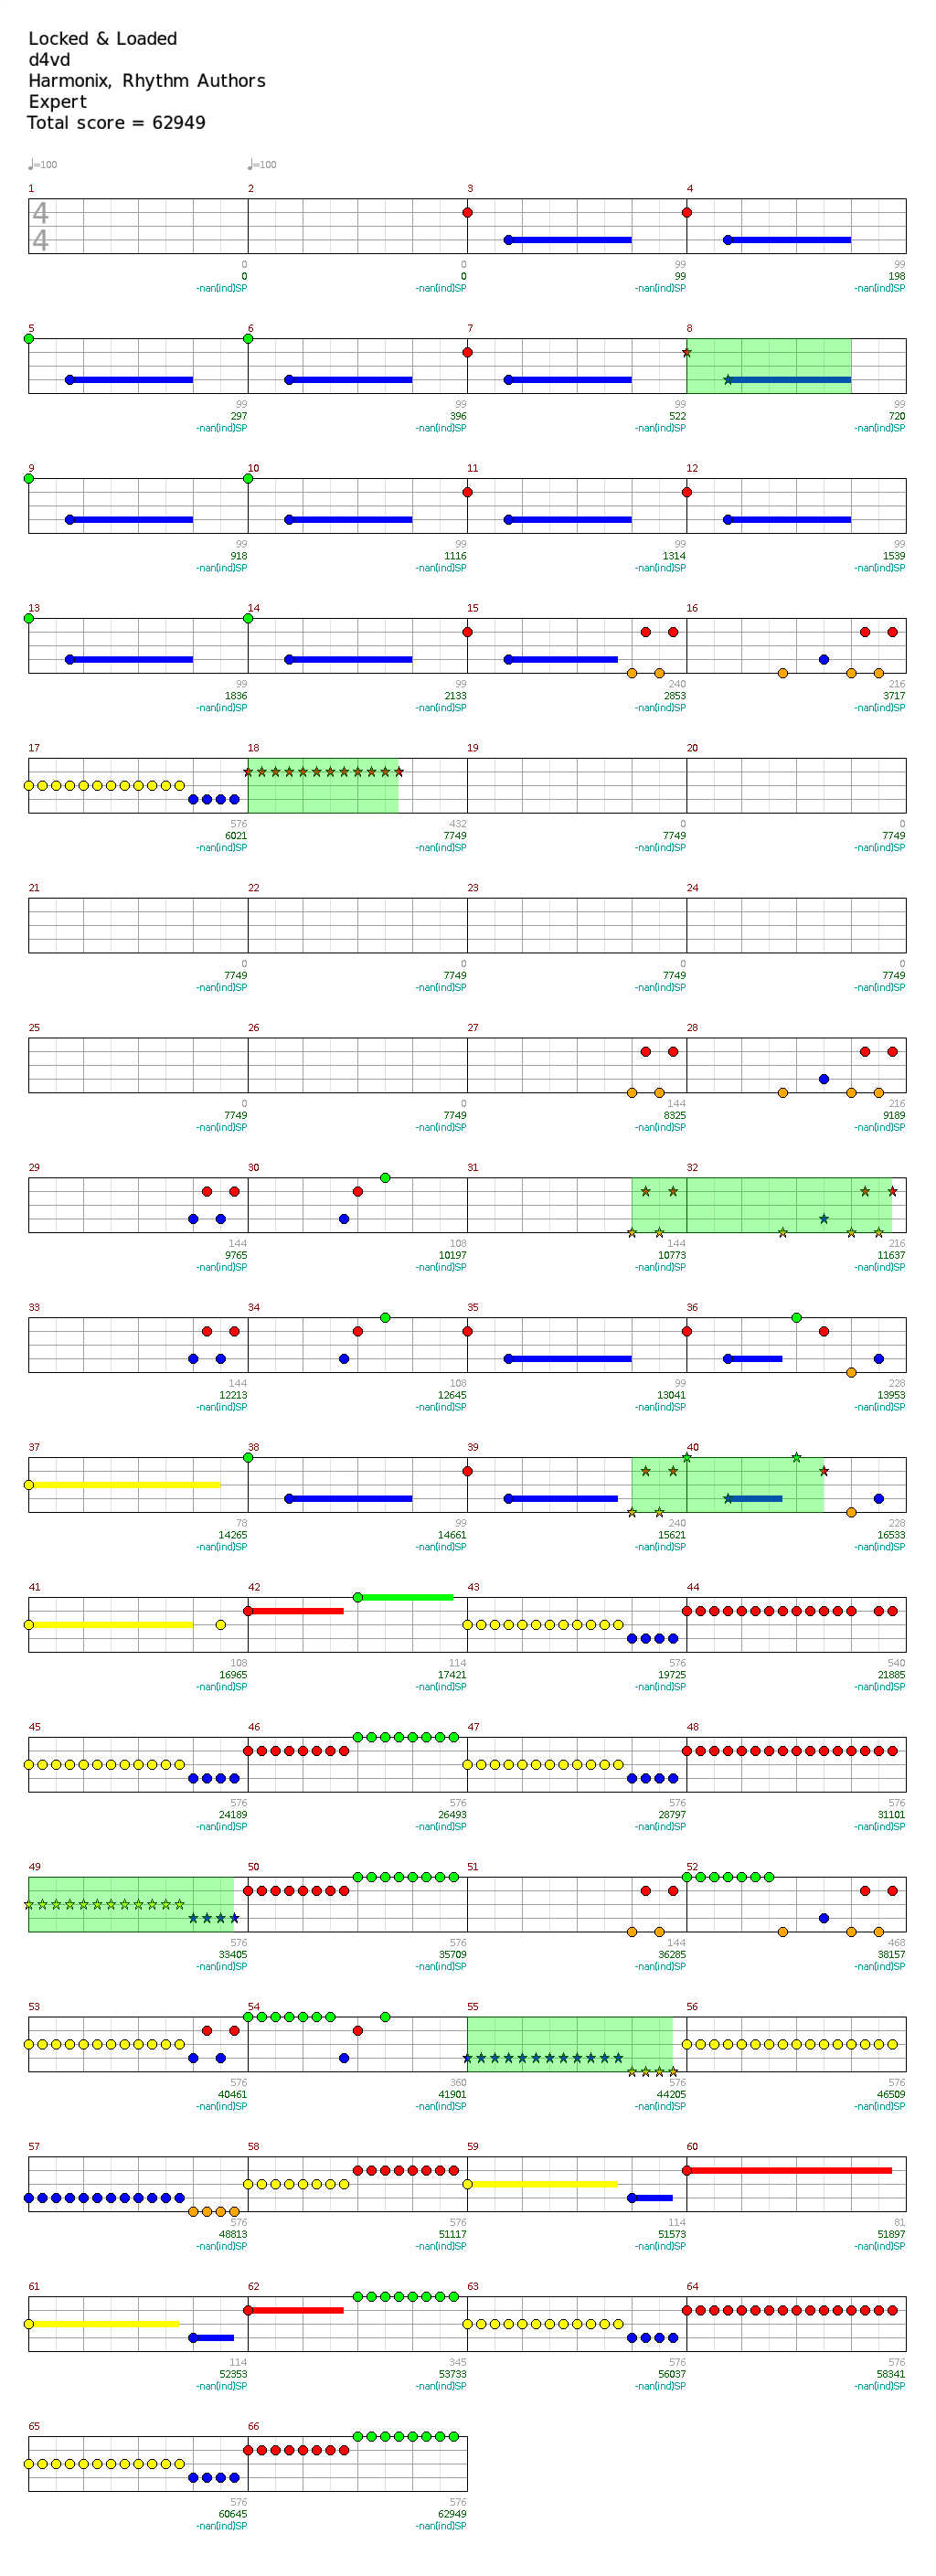 Locked & Loaded
d4vd
Harmonix, Rhythm Authors
Expert
Total score = 62949
♩=100 ♩=100
1 2 3 4
4
4
0 0 99 99
0 0 99 198
-nan(ind)SP -nan(ind)SP -nan(ind)SP -nan(ind)SP
5 6 7 8
99 99 99 99
297 396 522 720
-nan(ind)SP -nan(ind)SP -nan(ind)SP -nan(ind)SP
9 10 11 12
99 99 99 99
918 1116 1314 1539
-nan(ind)SP -nan(ind)SP -nan(ind)SP -nan(ind)SP
13 14 15 16
99 99 240 216
1836 2133 2853 3717
-nan(ind)SP -nan(ind)SP -nan(ind)SP -nan(ind)SP
17 18 19 20
576 432 0 0
6021 7749 7749 7749
-nan(ind)SP -nan(ind)SP -nan(ind)SP -nan(ind)SP
21 22 23 24
0 0 0 0
7749 7749 7749 7749
-nan(ind)SP -nan(ind)SP -nan(ind)SP -nan(ind)SP
25 26 27 28
0 0 144 216
7749 7749 8325 9189
-nan(ind)SP -nan(ind)SP -nan(ind)SP -nan(ind)SP
29 30 31 32
144 108 144 216
9765 10197 10773 11637
-nan(ind)SP -nan(ind)SP -nan(ind)SP -nan(ind)SP
33 34 35 36
144 108 99 228
12213 12645 13041 13953
-nan(ind)SP -nan(ind)SP -nan(ind)SP -nan(ind)SP
37 38 39 40
78 99 240 228
14265 14661 15621 16533
-nan(ind)SP -nan(ind)SP -nan(ind)SP -nan(ind)SP
41 42 43 44
108 114 576 540
16965 17421 19725 21885
-nan(ind)SP -nan(ind)SP -nan(ind)SP -nan(ind)SP
45 46 47 48
576 576 576 576
24189 26493 28797 31101
-nan(ind)SP -nan(ind)SP -nan(ind)SP -nan(ind)SP
49 50 51 52
576 576 144 468
33405 35709 36285 38157
-nan(ind)SP -nan(ind)SP -nan(ind)SP -nan(ind)SP
53 54 55 56
576 360 576 576
40461 41901 44205 46509
-nan(ind)SP -nan(ind)SP -nan(ind)SP -nan(ind)SP
57 58 59 60
576 576 114 81
48813 51117 51573 51897
-nan(ind)SP -nan(ind)SP -nan(ind)SP -nan(ind)SP
61 62 63 64
114 345 576 576
52353 53733 56037 58341
-nan(ind)SP -nan(ind)SP -nan(ind)SP -nan(ind)SP
65 66
576 576
60645 62949
-nan(ind)SP -nan(ind)SP